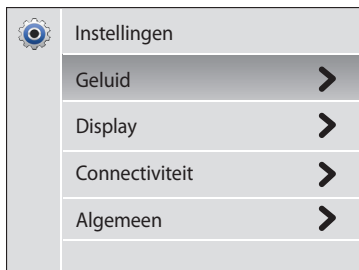 Instellingen
Geluid
Display
Connectiviteit
Algemeen